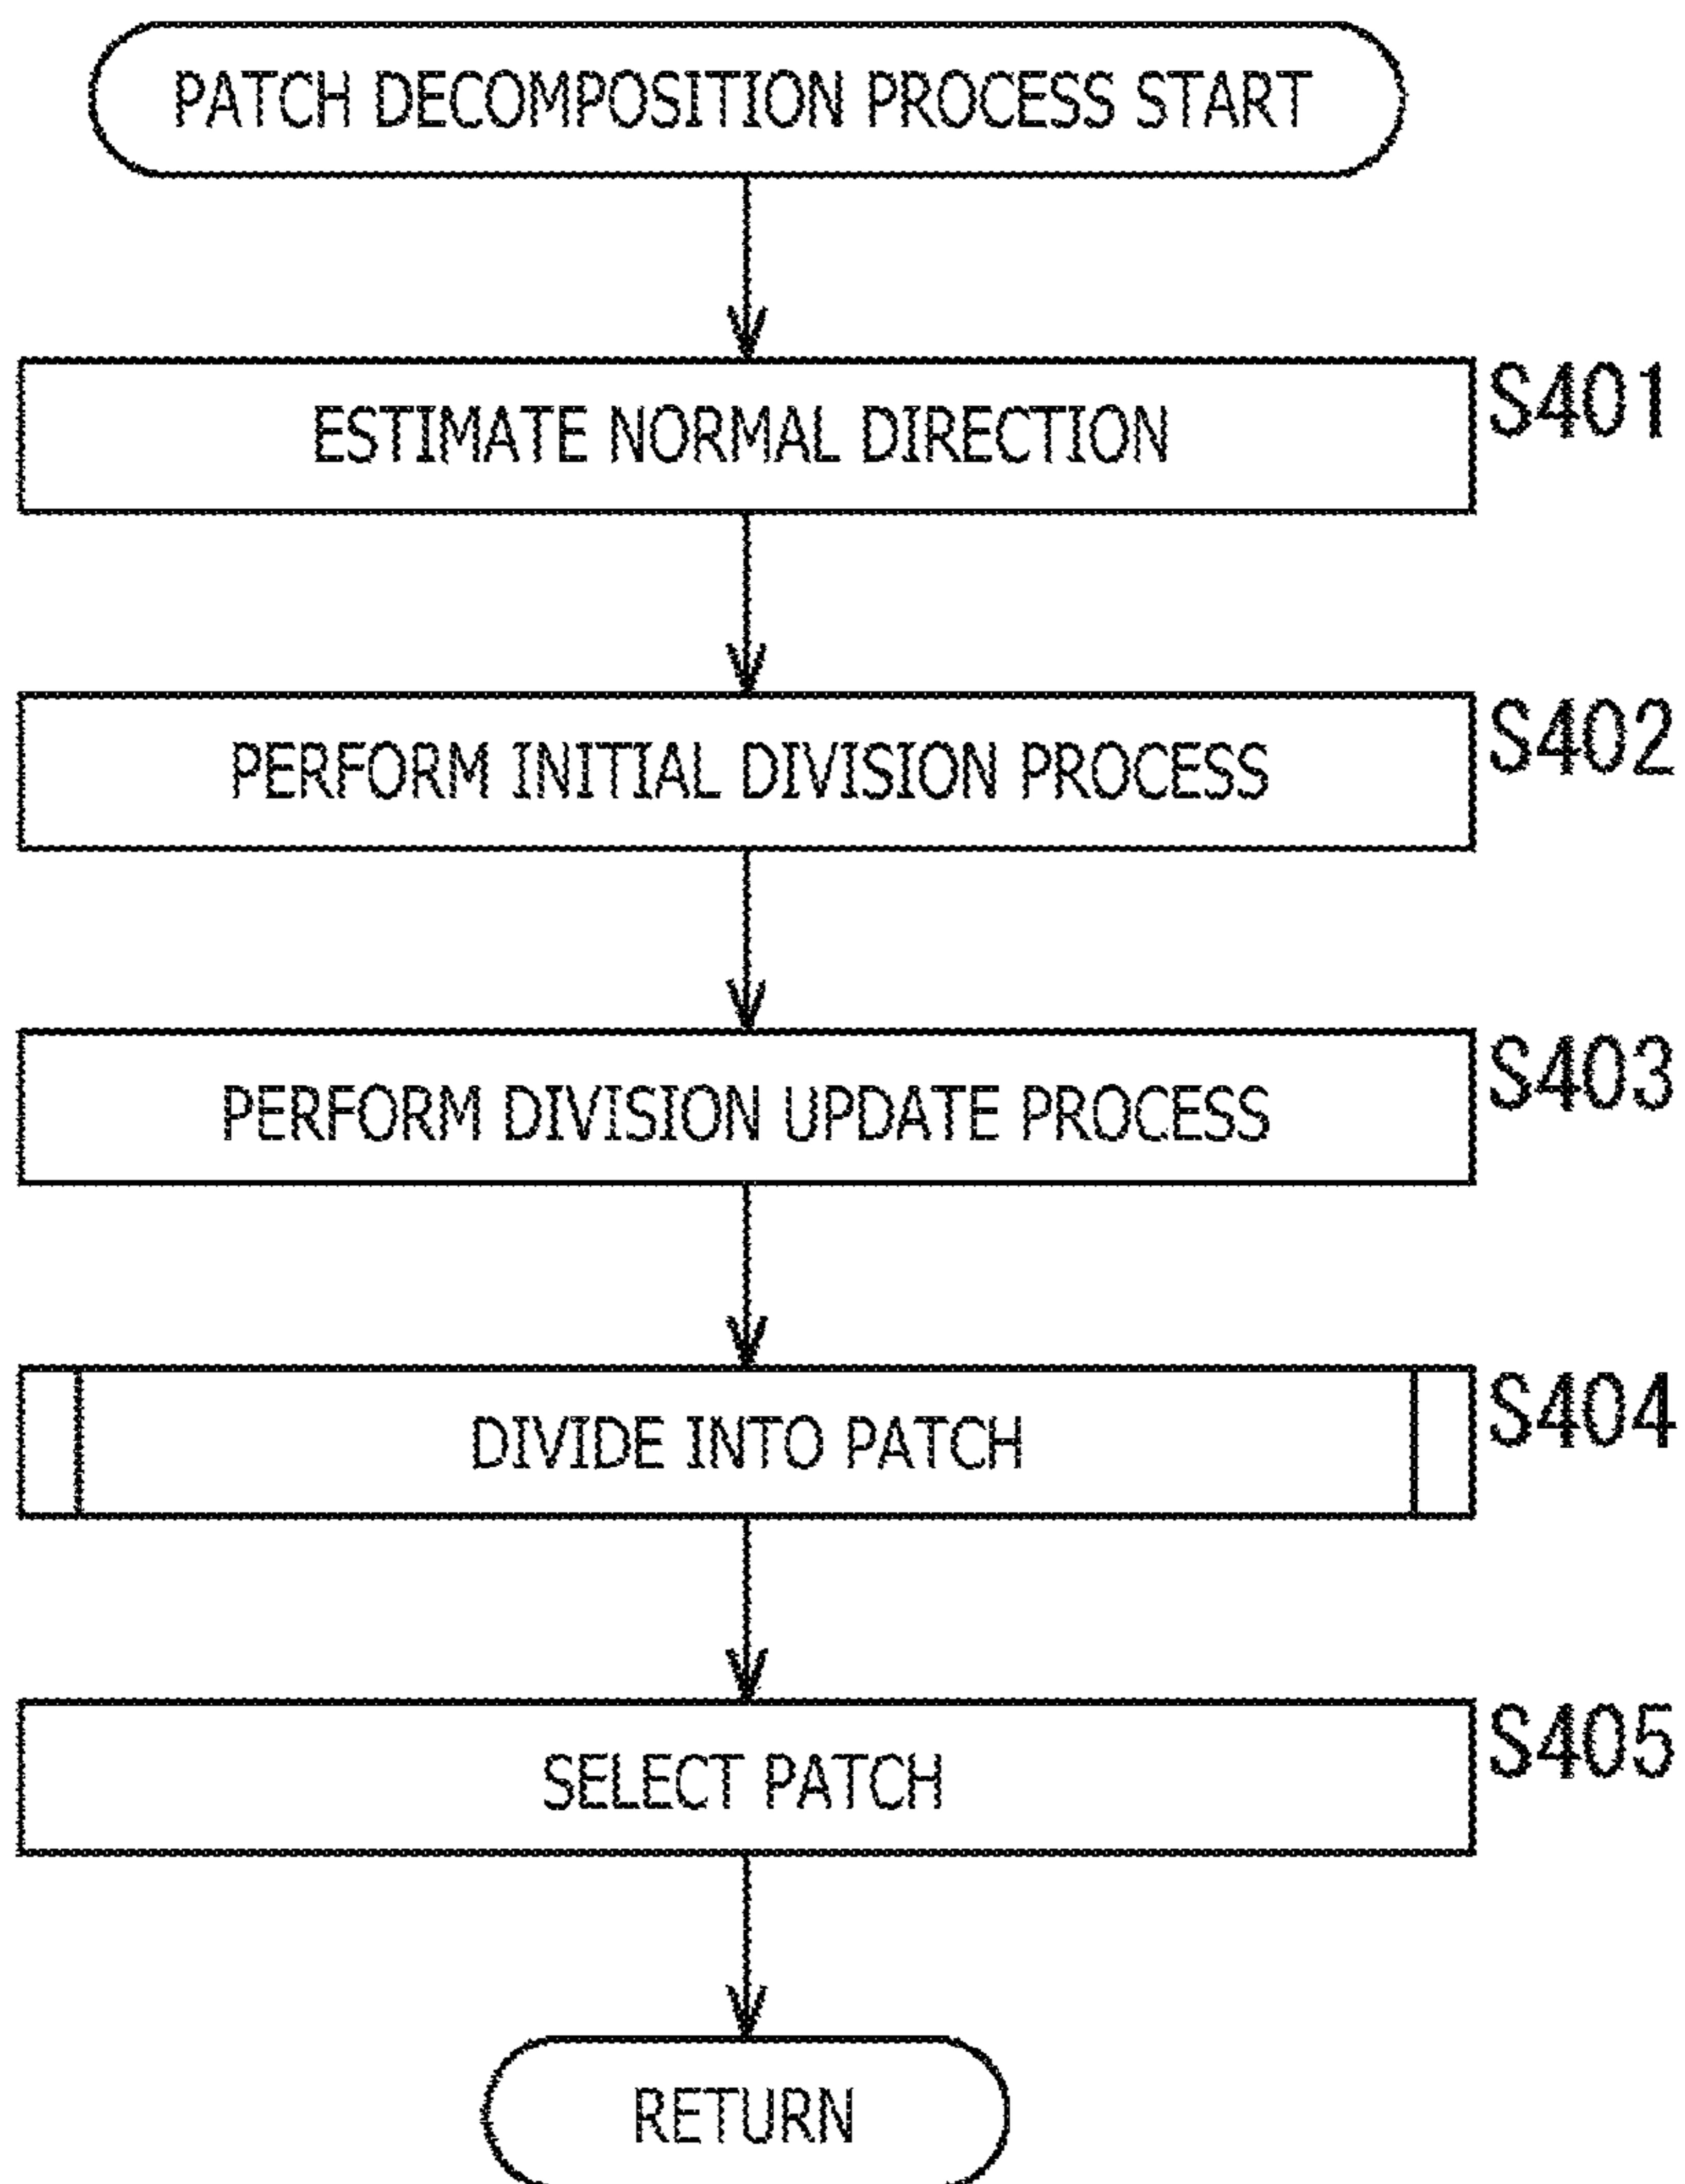 PATCH DECOMPOSITION PROCESS START
ESTIMATE NORMAL DIRECTION S401
PERFORM INITIAL DIVISION PROCESS S402
PERFORM DIVISION UPDATE PROCESS S403
DIVIDE INTO PATCH S404
SELECT PATCH S405
RETURN